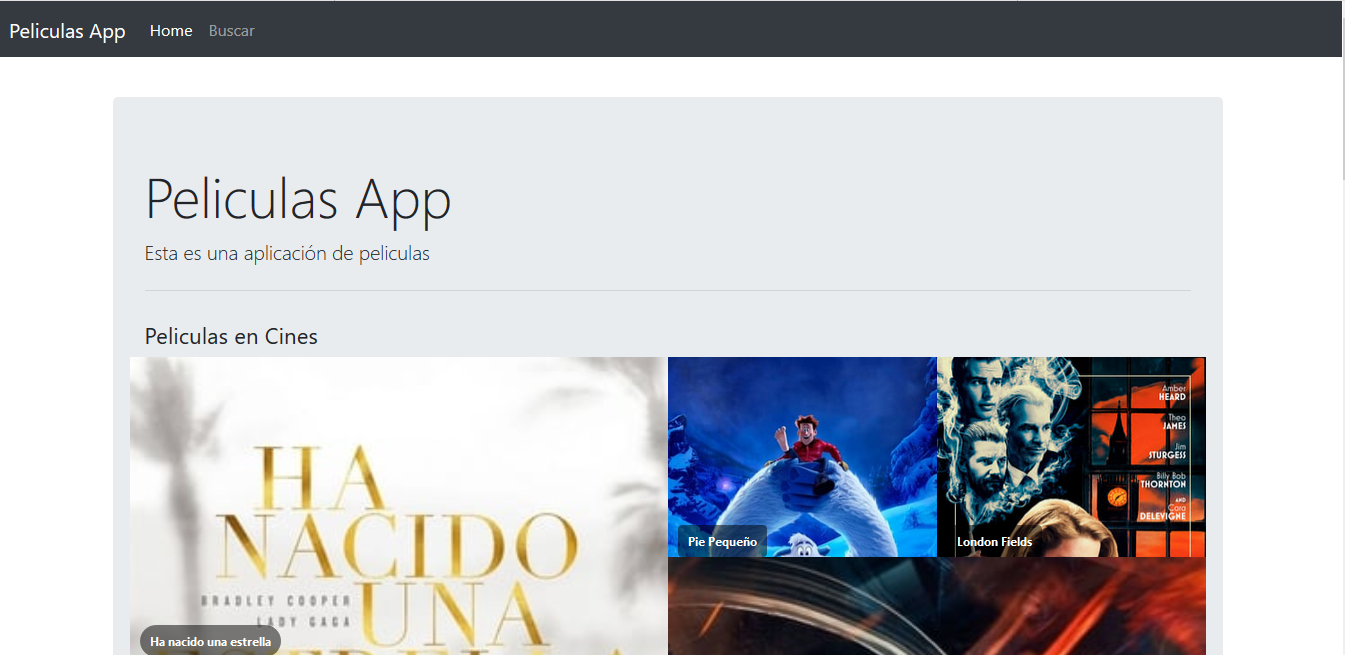 Peliculas App Home Buscar
Peliculas App
Esta es una aplicación de peliculas
Peliculas en Cines
HA
NACIDO
UNA
BRADLEY COOPER
LADY GAGA
Ha nacido una estrella
Pie Pequeño
Amber
HEARD
Theo
JAMES
Jim
STURGESS
Billy Bob
THORNTON
AND
Cara
DELEVIGNE
London Fields